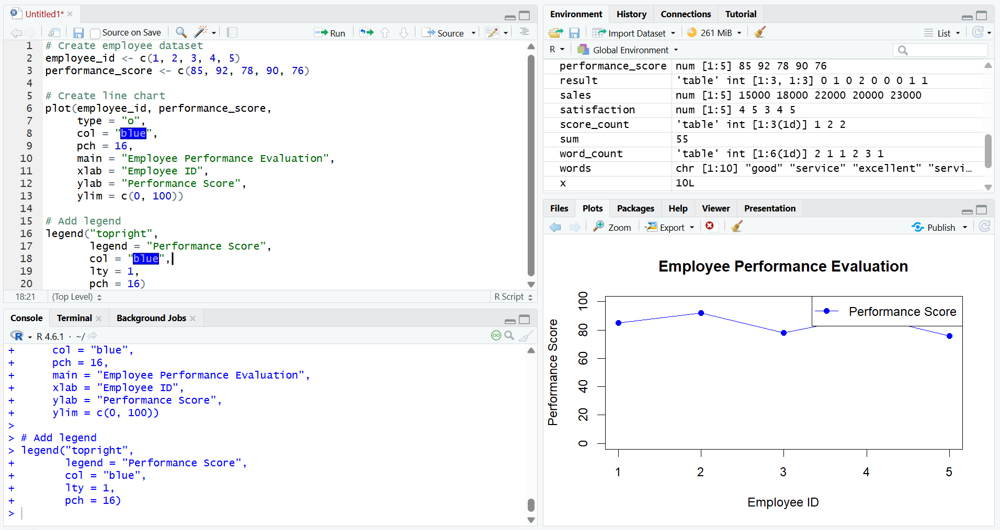 Untitled1*
Source on Save
Run
Source
1 # Create employee dataset
2 employee_id <- c(1, 2, 3, 4, 5)
3 performance_score <- c(85, 92, 78, 90, 76)
4
5 # Create line chart
6 plot(employee_id, performance_score,
7 type = "o",
8 col = "blue",
9 pch = 16,
10 main = "Employee Performance Evaluation",
11 xlab = "Employee ID",
12 ylab = "Performance Score",
13 ylim = c(0, 100))
14
15 # Add legend
16 legend("topright",
17 legend = "Performance Score",
18 col = "blue",
19 lty = 1,
20 pch = 16)
18:21 (Top Level) R Script
Console Terminal Background Jobs
R R 4.6.1 · ~/
+ col = "blue",
+ pch = 16,
+ main = "Employee Performance Evaluation",
+ xlab = "Employee ID",
+ ylab = "Performance Score",
+ ylim = c(0, 100))
>
> # Add legend
> legend("topright",
+ legend = "Performance Score",
+ col = "blue",
+ lty = 1,
+ pch = 16)
>
Environment History Connections Tutorial
Import Dataset 261 MiB List
R Global Environment
performance_score num [1:5] 85 92 78 90 76
result 'table' int [1:3, 1:3] 0 1 0 2 0 0 0 1 1
sales num [1:5] 15000 18000 22000 20000 23000
satisfaction num [1:5] 4 5 3 4 5
score_count 'table' int [1:3(1d)] 1 2 2
sum 55
word_count 'table' int [1:6(1d)] 2 1 1 2 3 1
words chr [1:10] "good" "service" "excellent" "servi…
x 10L
Files Plots Packages Help Viewer Presentation
Zoom Export Publish
Employee Performance Evaluation
Performance Score
Performance Score
100
80
60
40
20
0
1 2 3 4 5
Employee ID